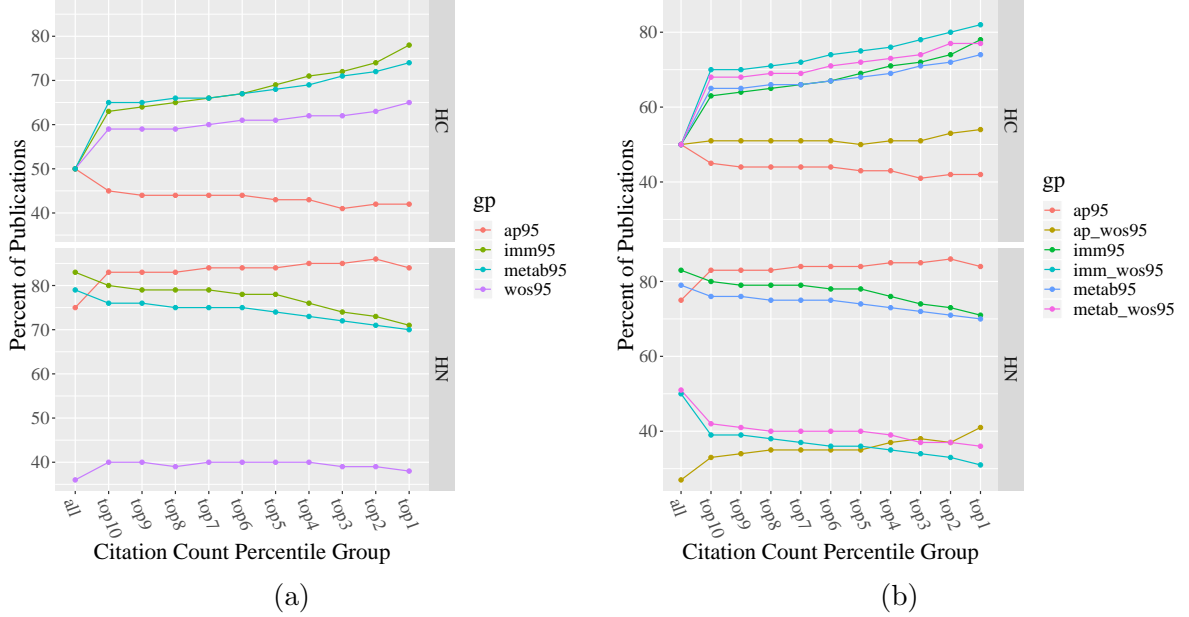 80
70
60
50
40
HC
80
70
60
50
40
HN
Percent of Publications
all
top10
top9
top8
top7
top6
top5
top4
top3
top2
top1
Citation Count Percentile Group
gp
ap95
imm95
metab95
wos95
(a)
80
60
40
HC
80
60
40
HN
Percent of Publications
all
top10
top9
top8
top7
top6
top5
top4
top3
top2
top1
Citation Count Percentile Group
gp
ap95
ap_wos95
imm95
imm_wos95
metab95
metab_wos95
(b)